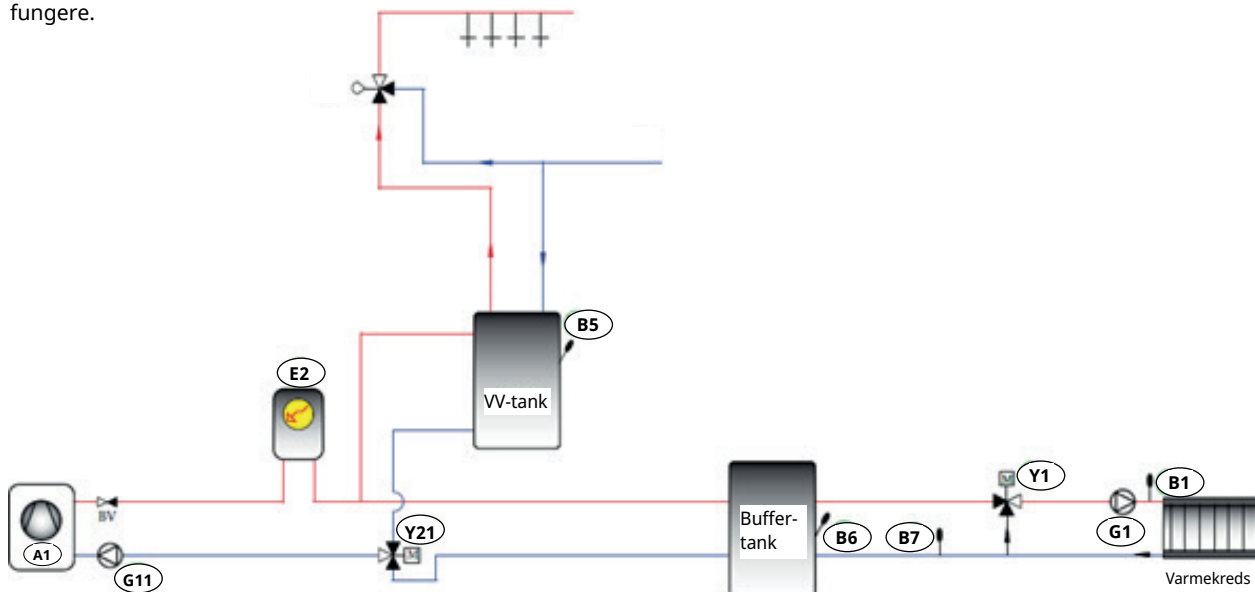 fungere.
B5
E2
VV-tank
Y1
B1
M
BV
Y21
Buffer-
tank
B6
B7
G1
A1
M
G11
Varmekreds